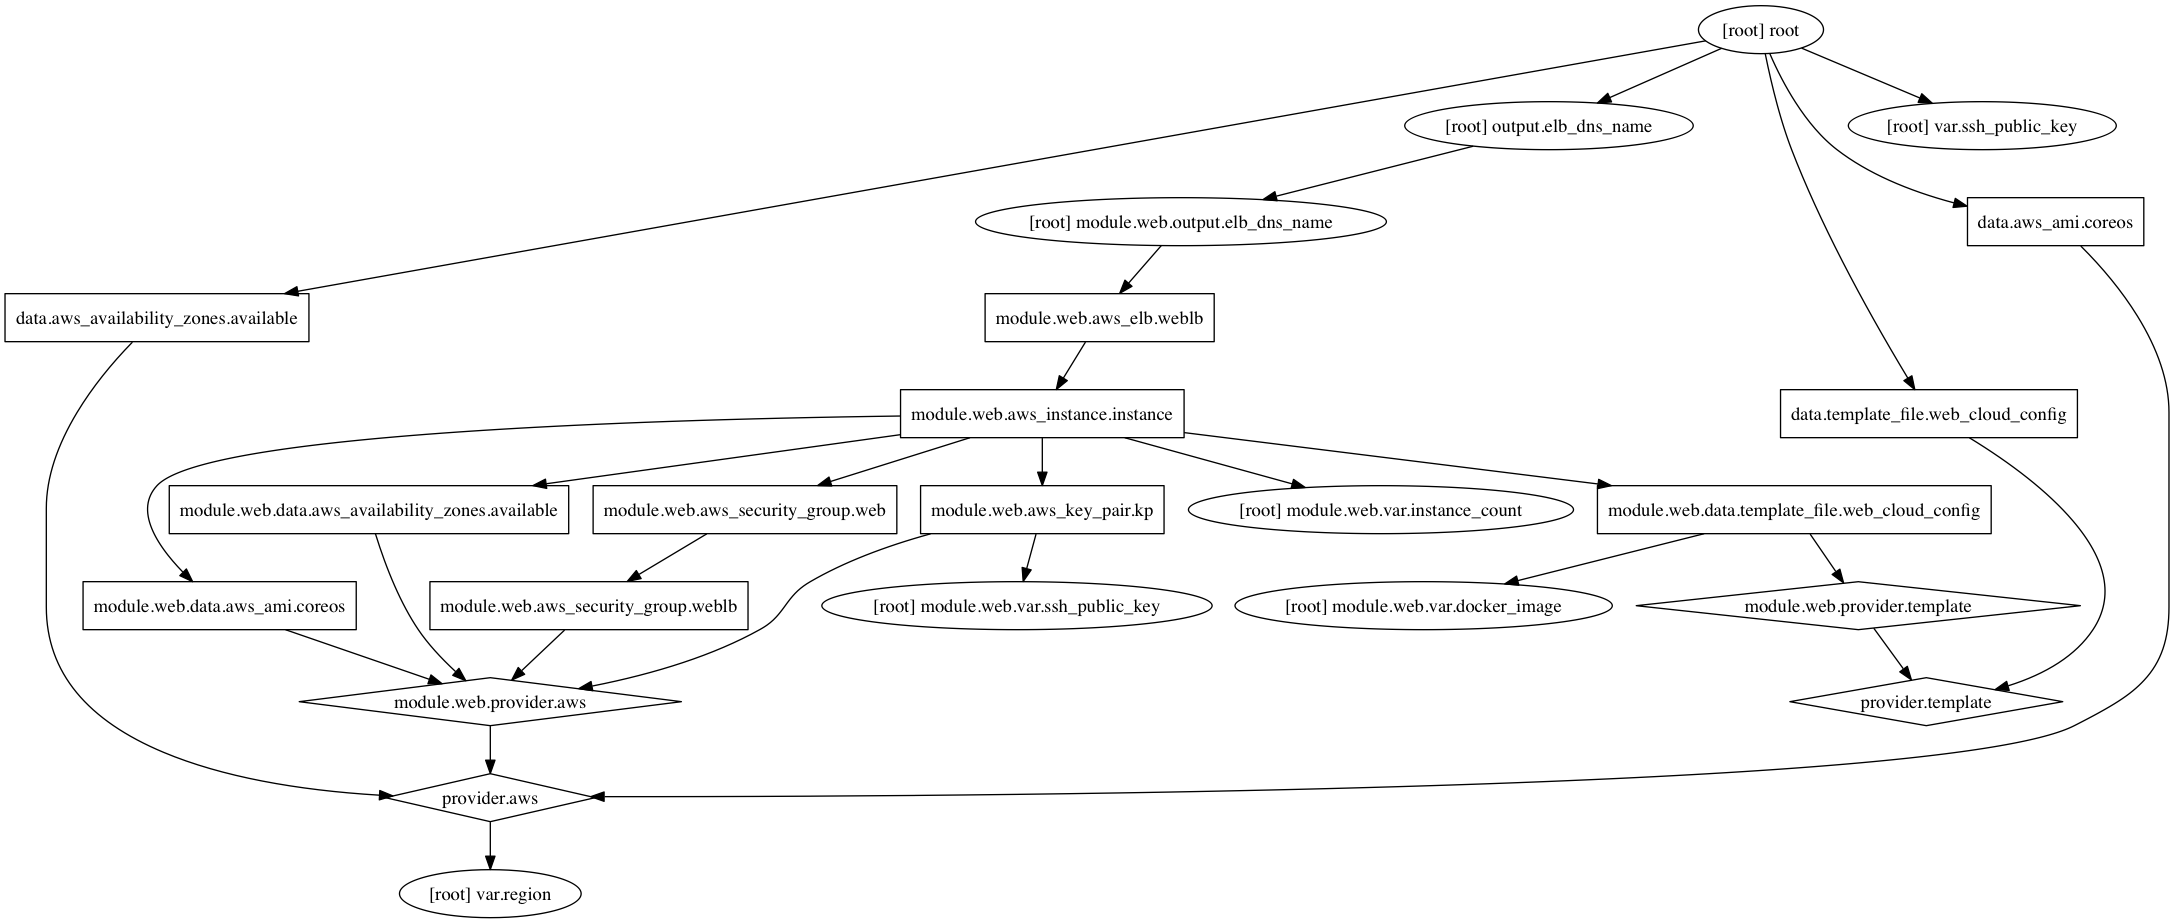 [root] root
[root] output.elb_dns_name
[root] var.ssh_public_key
[root] module.web.output.elb_dns_name
data.aws_ami.coreos
data.aws_availability_zones.available
module.web.aws_elb.weblb
module.web.aws_instance.instance
data.template_file.web_cloud_config
module.web.data.aws_availability_zones.available
module.web.aws_security_group.web
module.web.aws_key_pair.kp
[root] module.web.var.instance_count
module.web.data.template_file.web_cloud_config
module.web.data.aws_ami.coreos
module.web.aws_security_group.weblb
[root] module.web.var.ssh_public_key
[root] module.web.var.docker_image
module.web.provider.template
module.web.provider.aws
provider.template
provider.aws
[root] var.region